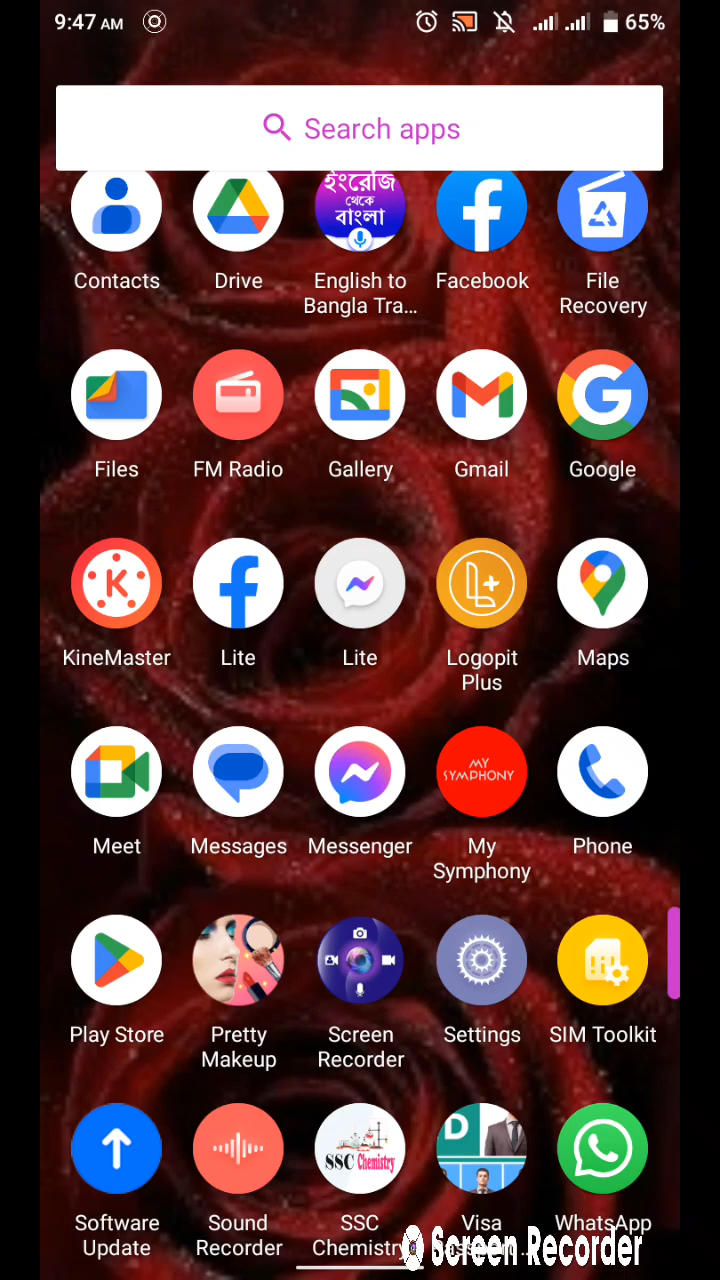 9:47 AM 65%
Search apps
ইংরেজি
থেকে
বাংলা
Contacts Drive English to Bangla Tra... Facebook File Recovery
Files FM Radio Gallery Gmail Google
K
L+
KineMaster Lite Lite Logopit Plus Maps
MY
SYMPHONY
Meet Messages Messenger My Symphony Phone
Play Store Pretty Makeup Screen Recorder Settings SIM Toolkit
SSC Chemistry
D
Software Update Sound Recorder SSC Chemistry Visa WhatsApp
Screen Recorder